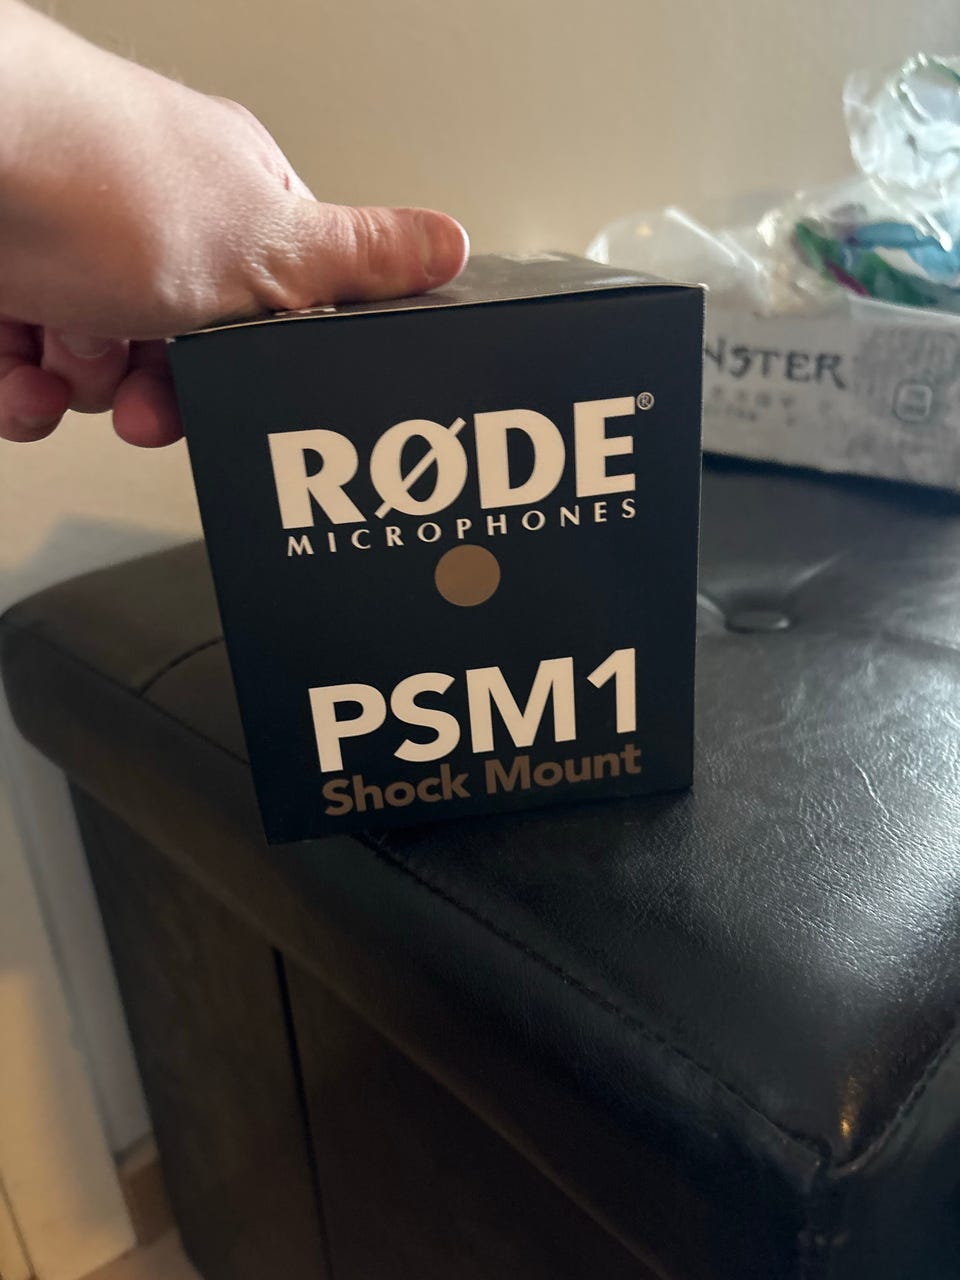 RØDE®
MICROPHONES
PSM1
Shock Mount
NSTER